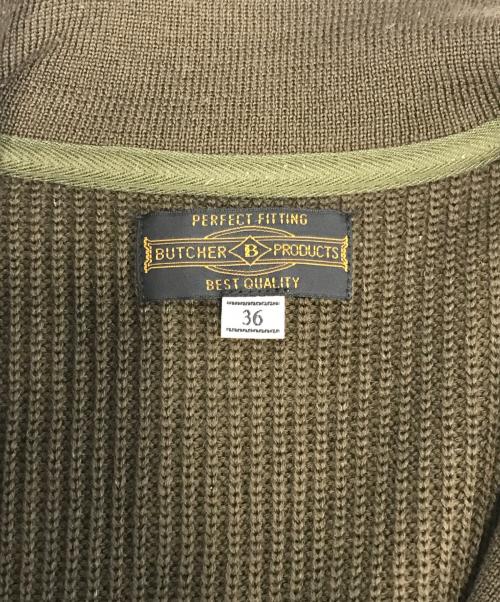 PERFECT FITTING
BUTCHER B PRODUCTS
BEST QUALITY
36